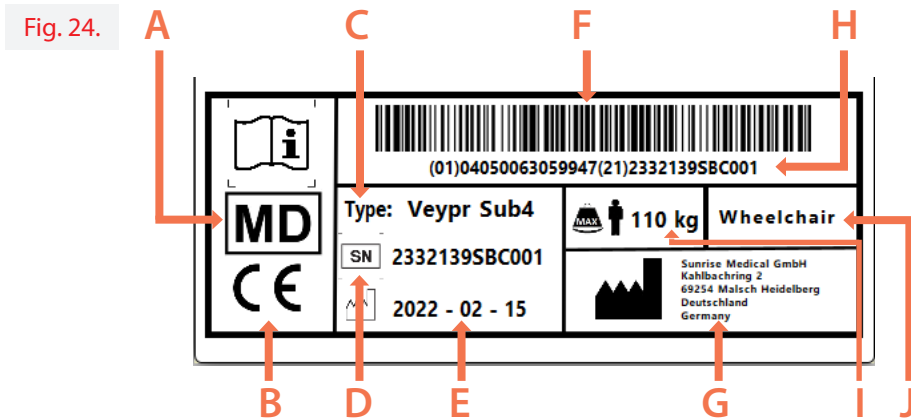 Fig. 24.
A
C
F
H
i
(01)04050063059947(21)2332139SBC001
MD
Type: Veypr Sub4
MAX 110 kg
Wheelchair
SN 2332139SBC001
CE
2022 - 02 - 15
Sunrise Medical GmbH
Kahlbachring 2
69254 Malsch Heidelberg
Deutschland
Germany
B
D
E
G
I
J